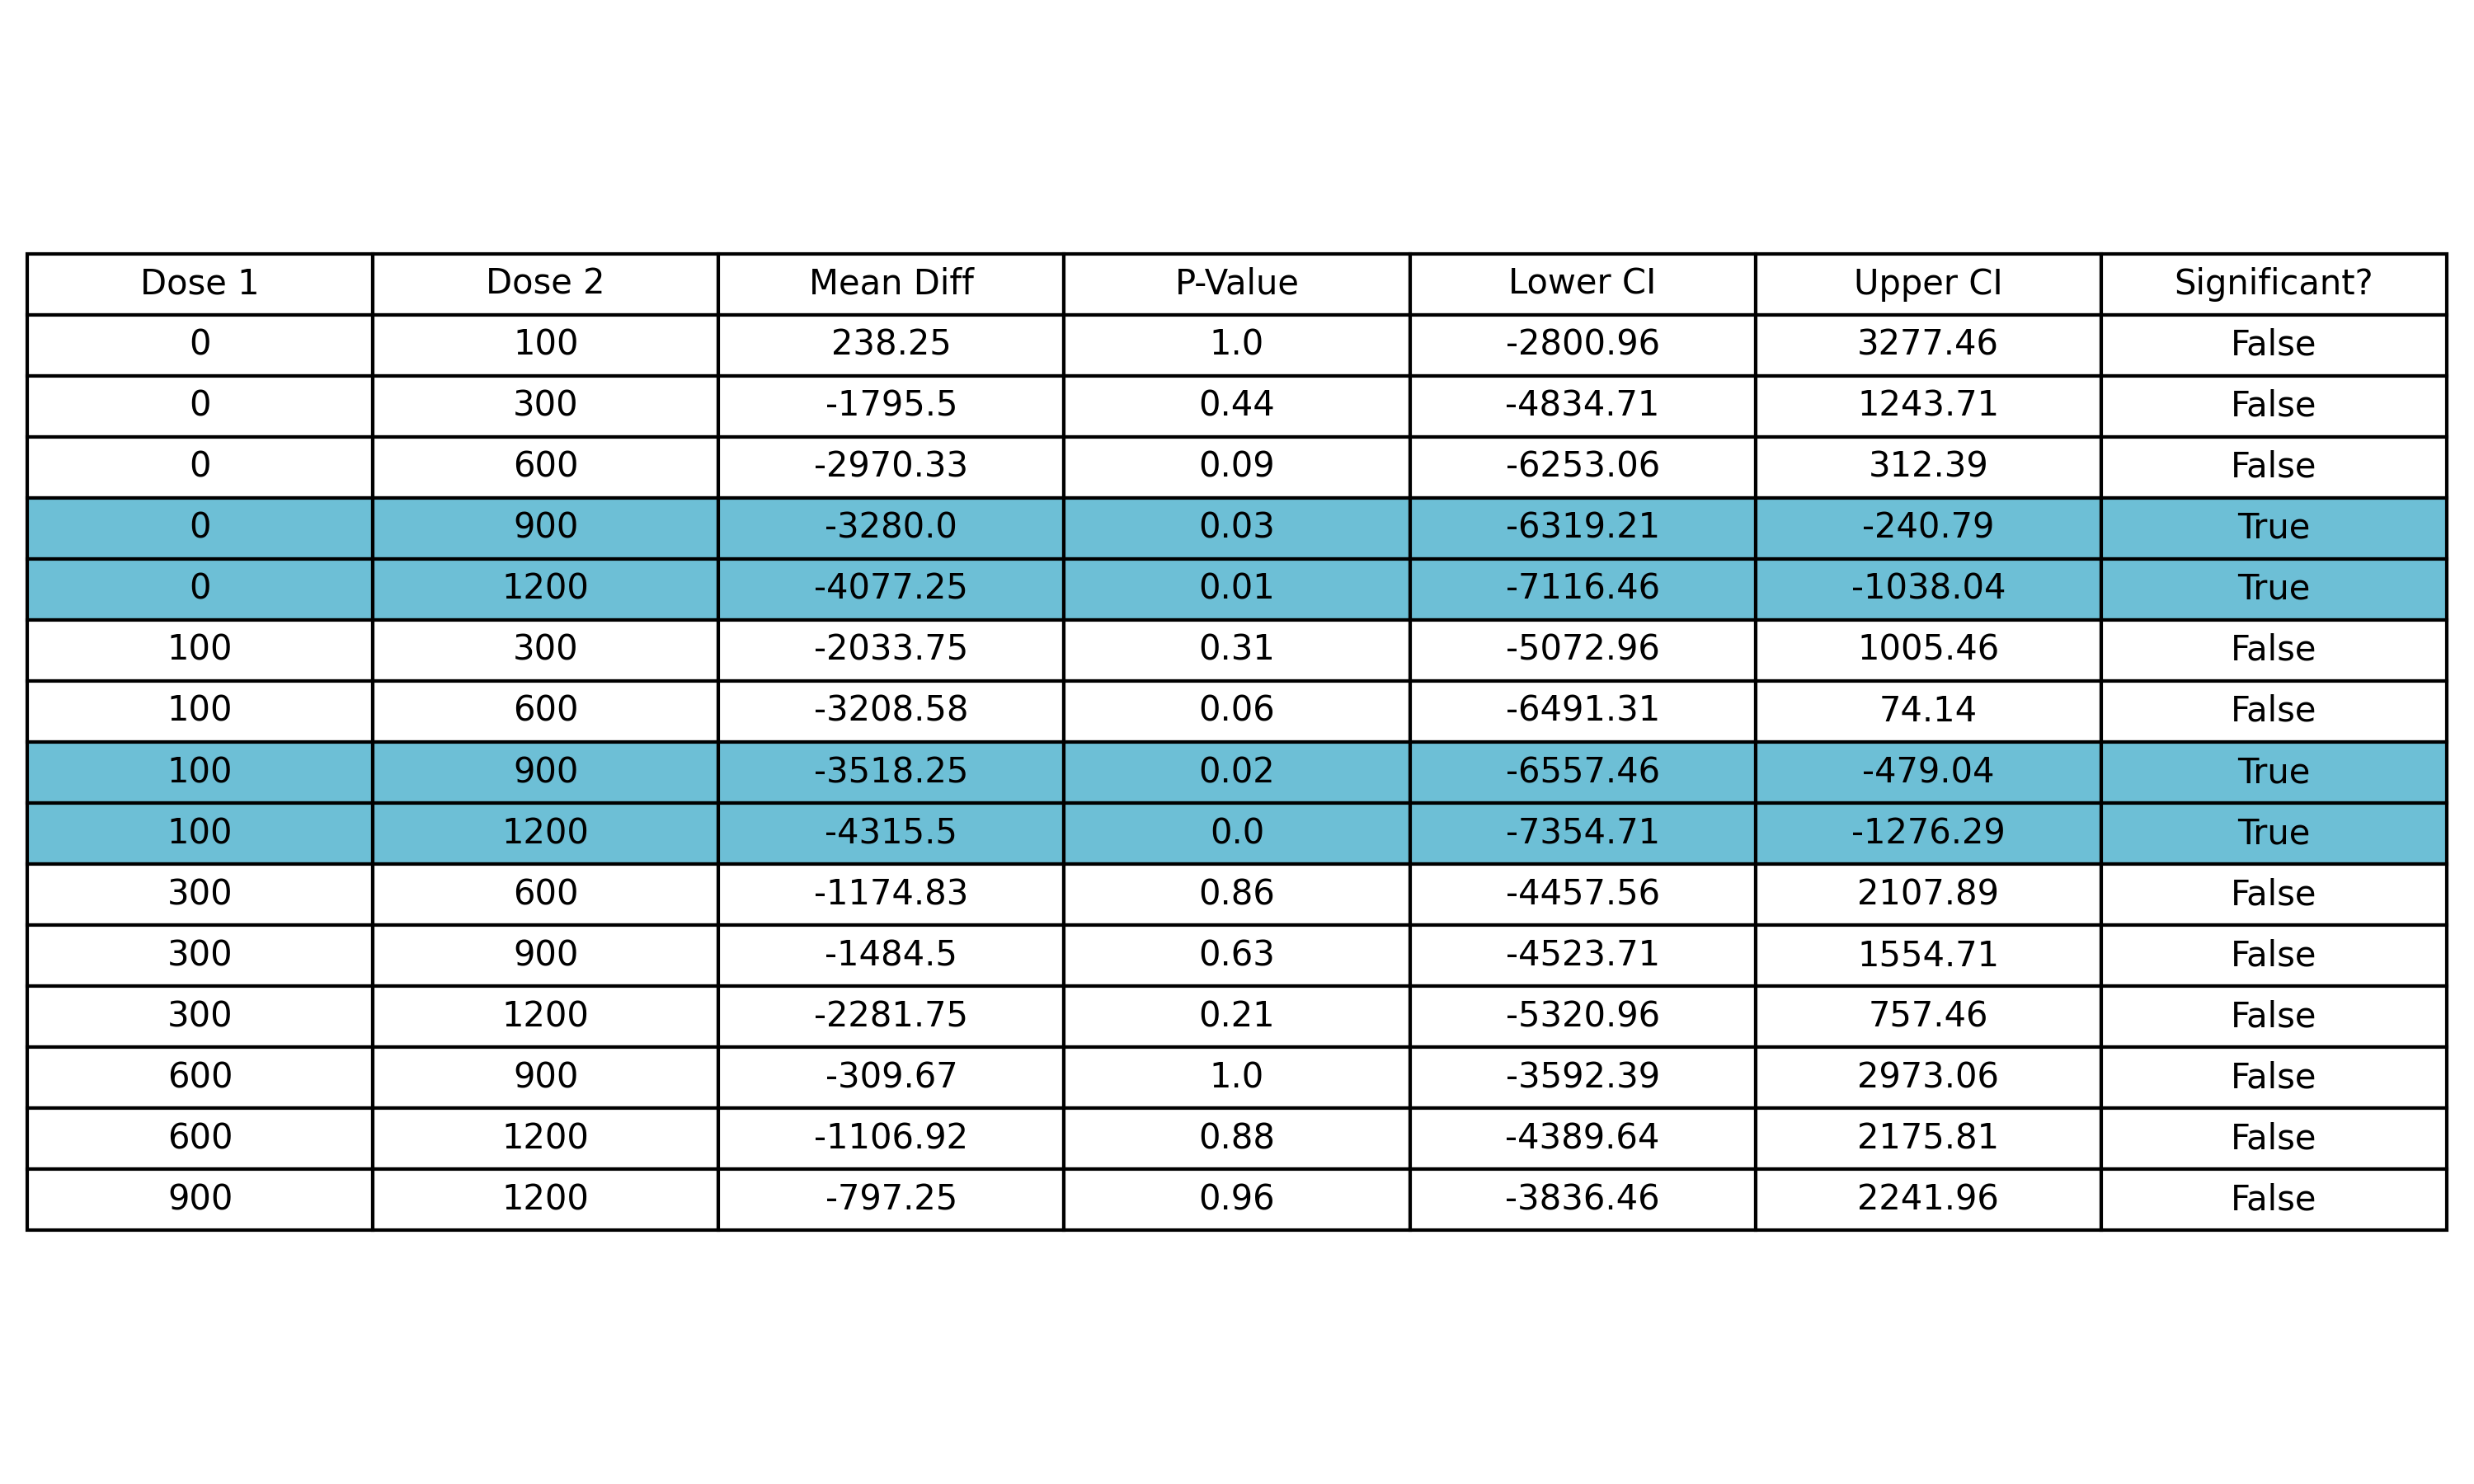 Dose 1 Dose 2 Mean Diff P-Value Lower CI Upper CI Significant?
0 100 238.25 1.0 -2800.96 3277.46 False
0 300 -1795.5 0.44 -4834.71 1243.71 False
0 600 -2970.33 0.09 -6253.06 312.39 False
0 900 -3280.0 0.03 -6319.21 -240.79 True
0 1200 -4077.25 0.01 -7116.46 -1038.04 True
100 300 -2033.75 0.31 -5072.96 1005.46 False
100 600 -3208.58 0.06 -6491.31 74.14 False
100 900 -3518.25 0.02 -6557.46 -479.04 True
100 1200 -4315.5 0.0 -7354.71 -1276.29 True
300 600 -1174.83 0.86 -4457.56 2107.89 False
300 900 -1484.5 0.63 -4523.71 1554.71 False
300 1200 -2281.75 0.21 -5320.96 757.46 False
600 900 -309.67 1.0 -3592.39 2973.06 False
600 1200 -1106.92 0.88 -4389.64 2175.81 False
900 1200 -797.25 0.96 -3836.46 2241.96 False